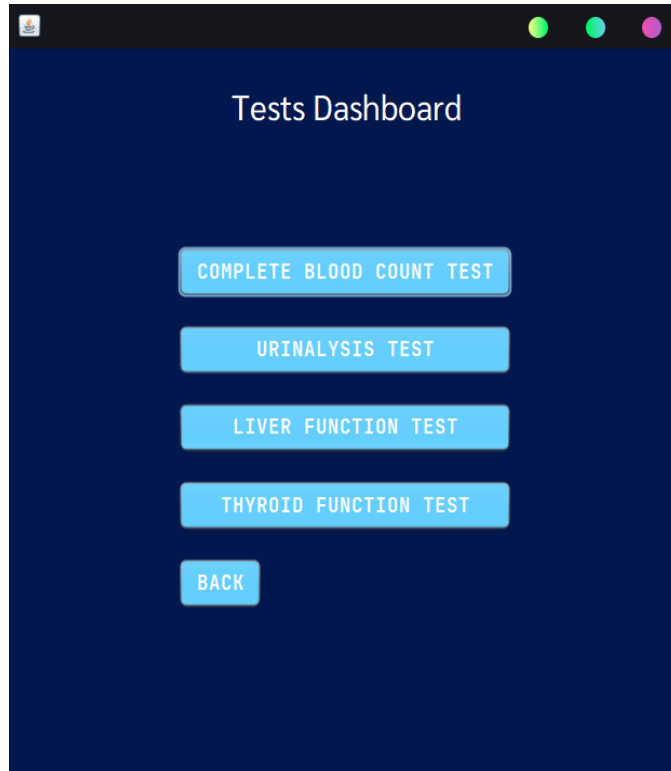 Tests Dashboard
COMPLETE BLOOD COUNT TEST
URINALYSIS TEST
LIVER FUNCTION TEST
THYROID FUNCTION TEST
BACK